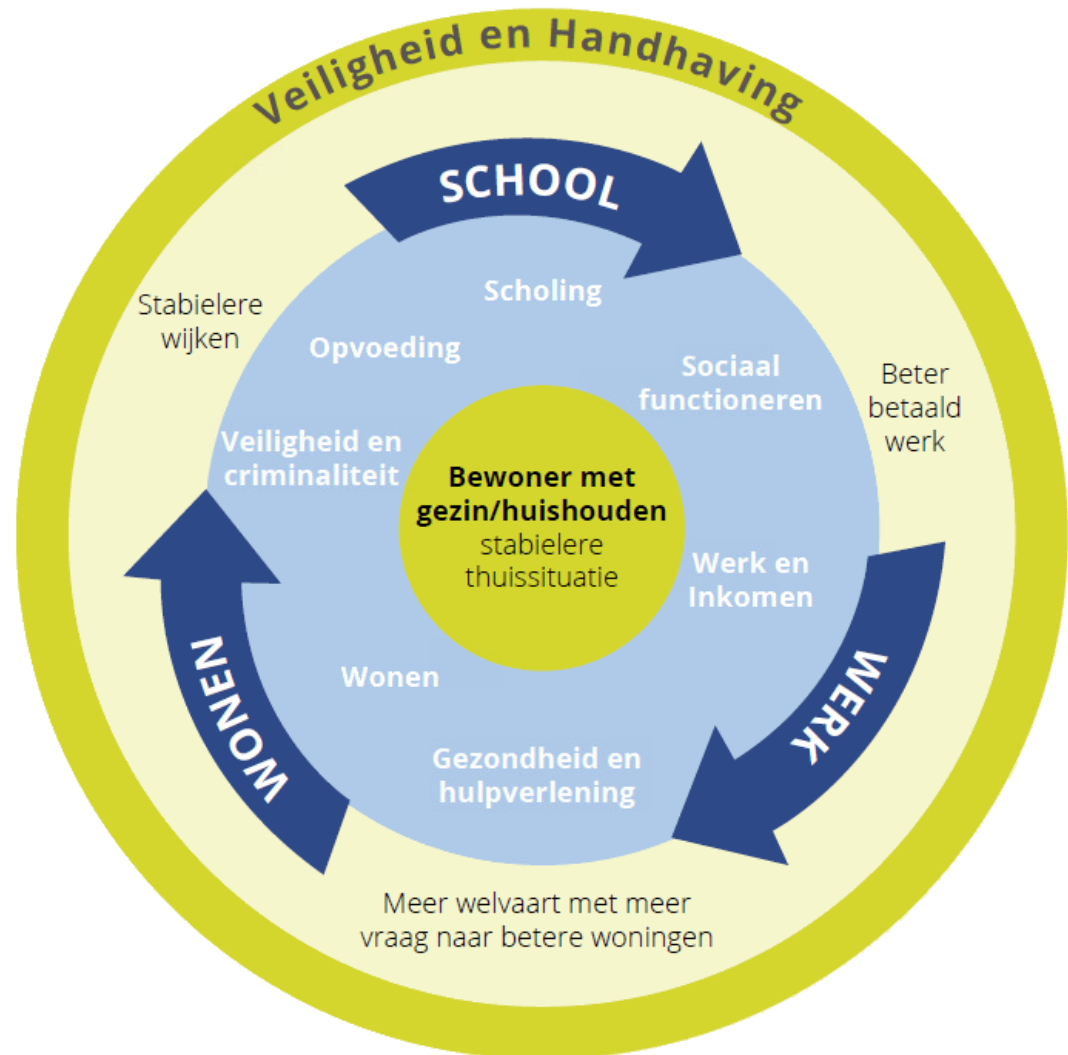 Veiligheid en Handhaving
SCHOOL
Scholing
Stabielere
wijken
Opvoeding
Sociaal
functioneren
Beter
betaald
werk
Veiligheid en
criminaliteit
Bewoner met
gezin/huishouden
stabielere
thuissituatie
Werk en
Inkomen
WERK
Wonen
WONEN
Gezondheid en
hulpverlening
Meer welvaart met meer
vraag naar betere woningen